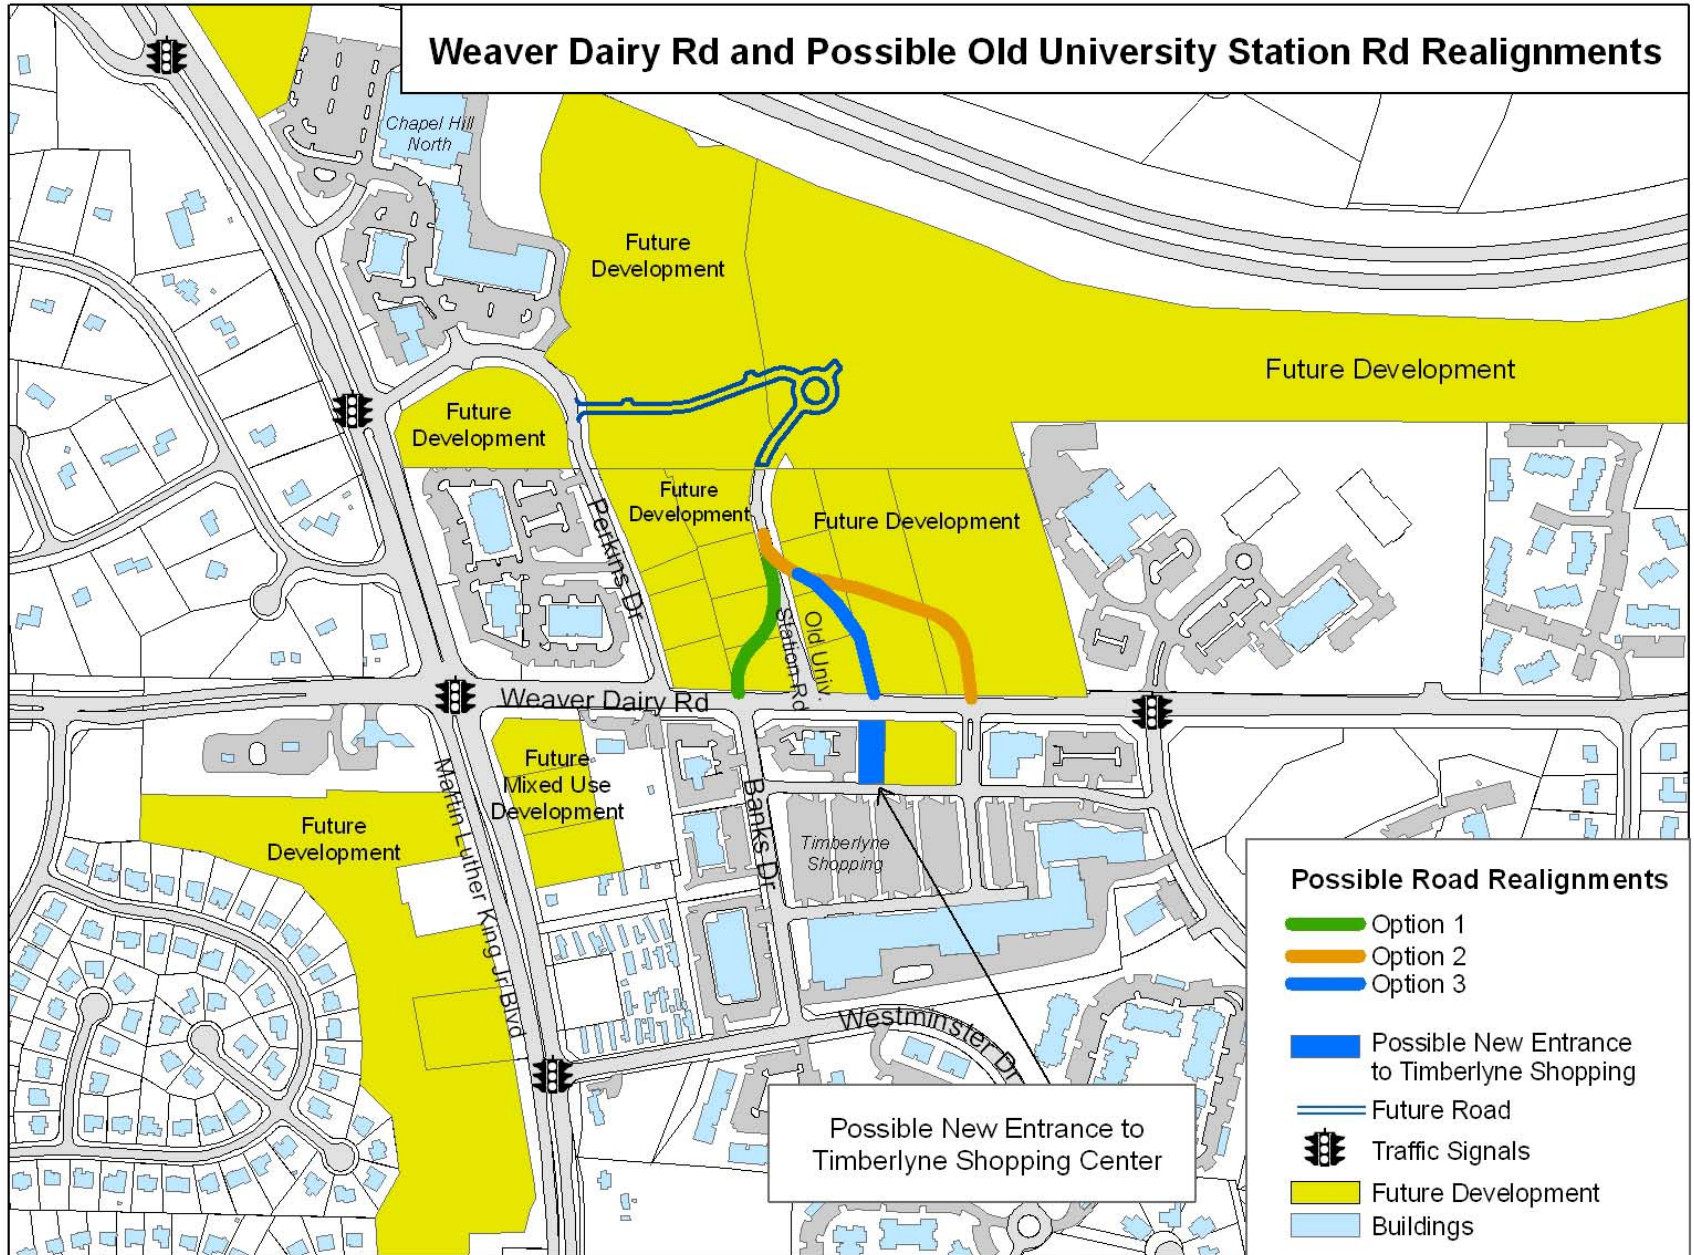 Weaver Dairy Rd and Possible Old University Station Rd Realignments
Chapel Hill
North
Future
Development
Future Development
Future
Development
Future
Development
Future Development
Perkins Dr
Old Univ.
Station Rd
Weaver Dairy Rd
Future
Mixed Use
Development
Banks Dr
Martin Luther King Jr Blvd
Future
Development
Timberlyne
Shopping
Westminster Dr
Possible New Entrance to
Timberlyne Shopping Center
Possible Road Realignments
Option 1
Option 2
Option 3
Possible New Entrance
to Timberlyne Shopping
Future Road
Traffic Signals
Future Development
Buildings